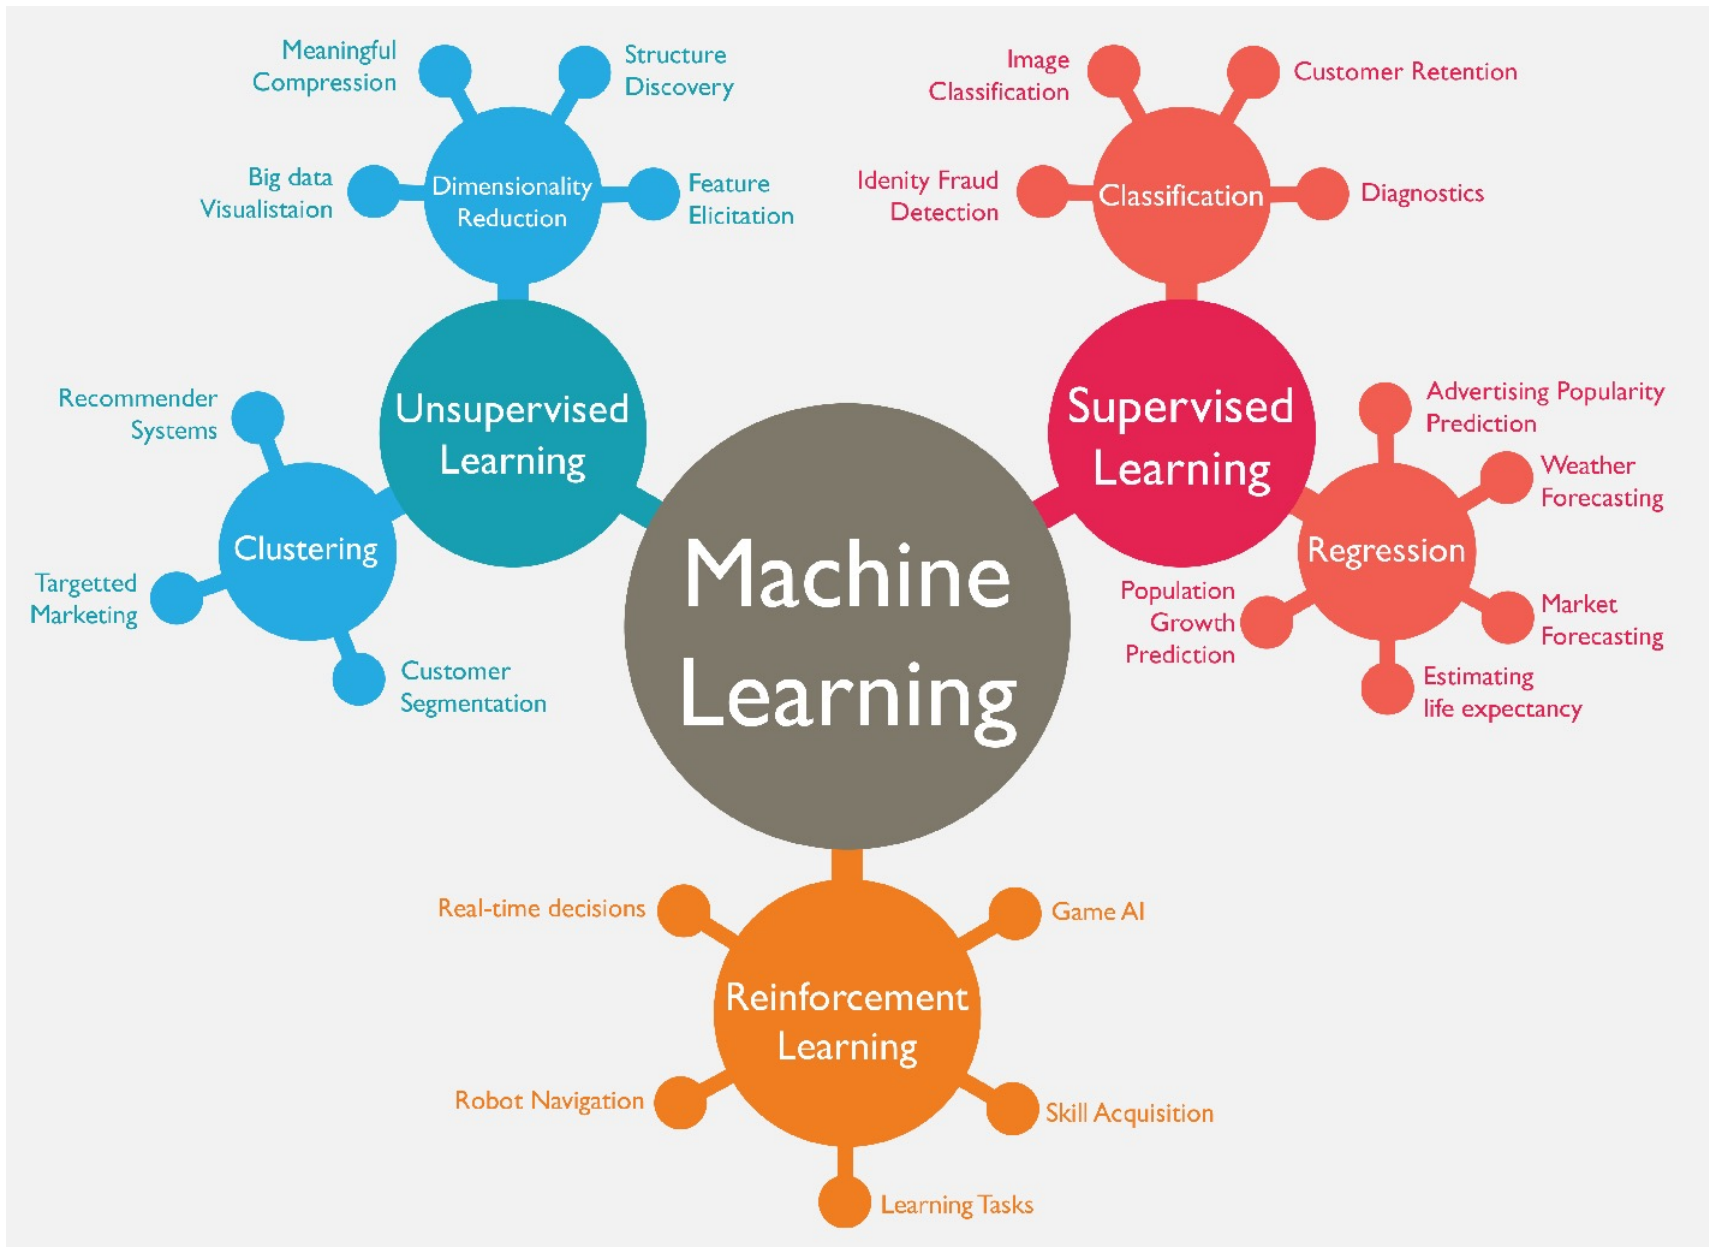 Meaningful
Compression
Structure
Discovery
Big data
Visualistaion
Dimensionality
Reduction
Feature
Elicitation
Image
Classification
Customer Retention
Idenity Fraud
Detection
Classification
Diagnostics
Unsupervised
Learning
Recommender
Systems
Clustering
Targetted
Marketing
Customer
Segmentation
Supervised
Learning
Advertising Popularity
Prediction
Weather
Forecasting
Regression
Population
Growth
Prediction
Market
Forecasting
Estimating
life expectancy
Machine
Learning
Real-time decisions
Game AI
Reinforcement
Learning
Robot Navigation
Skill Acquisition
Learning Tasks